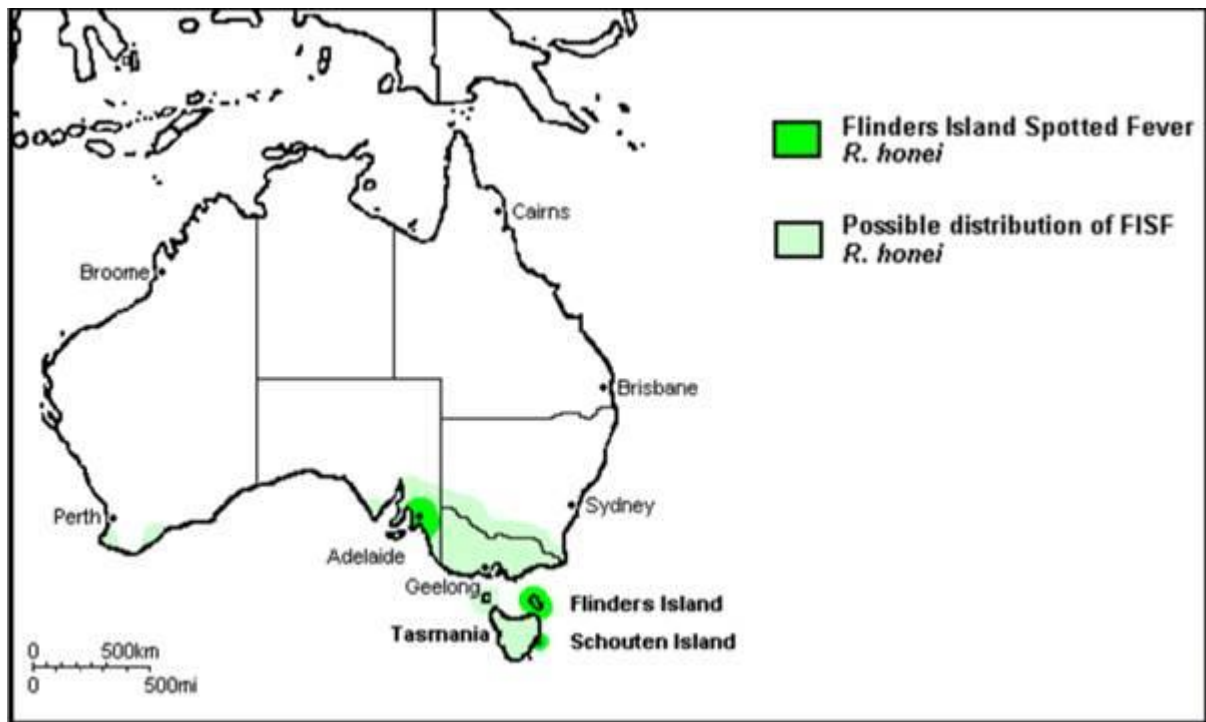 Flinders Island Spotted Fever
R. honei
Possible distribution of FISF
R. honei
Cairns
Broome
Brisbane
Perth
Sydney
Adelaide
Geelong
Flinders Island
Tasmania
Schouten Island
0 500km
0 500mi